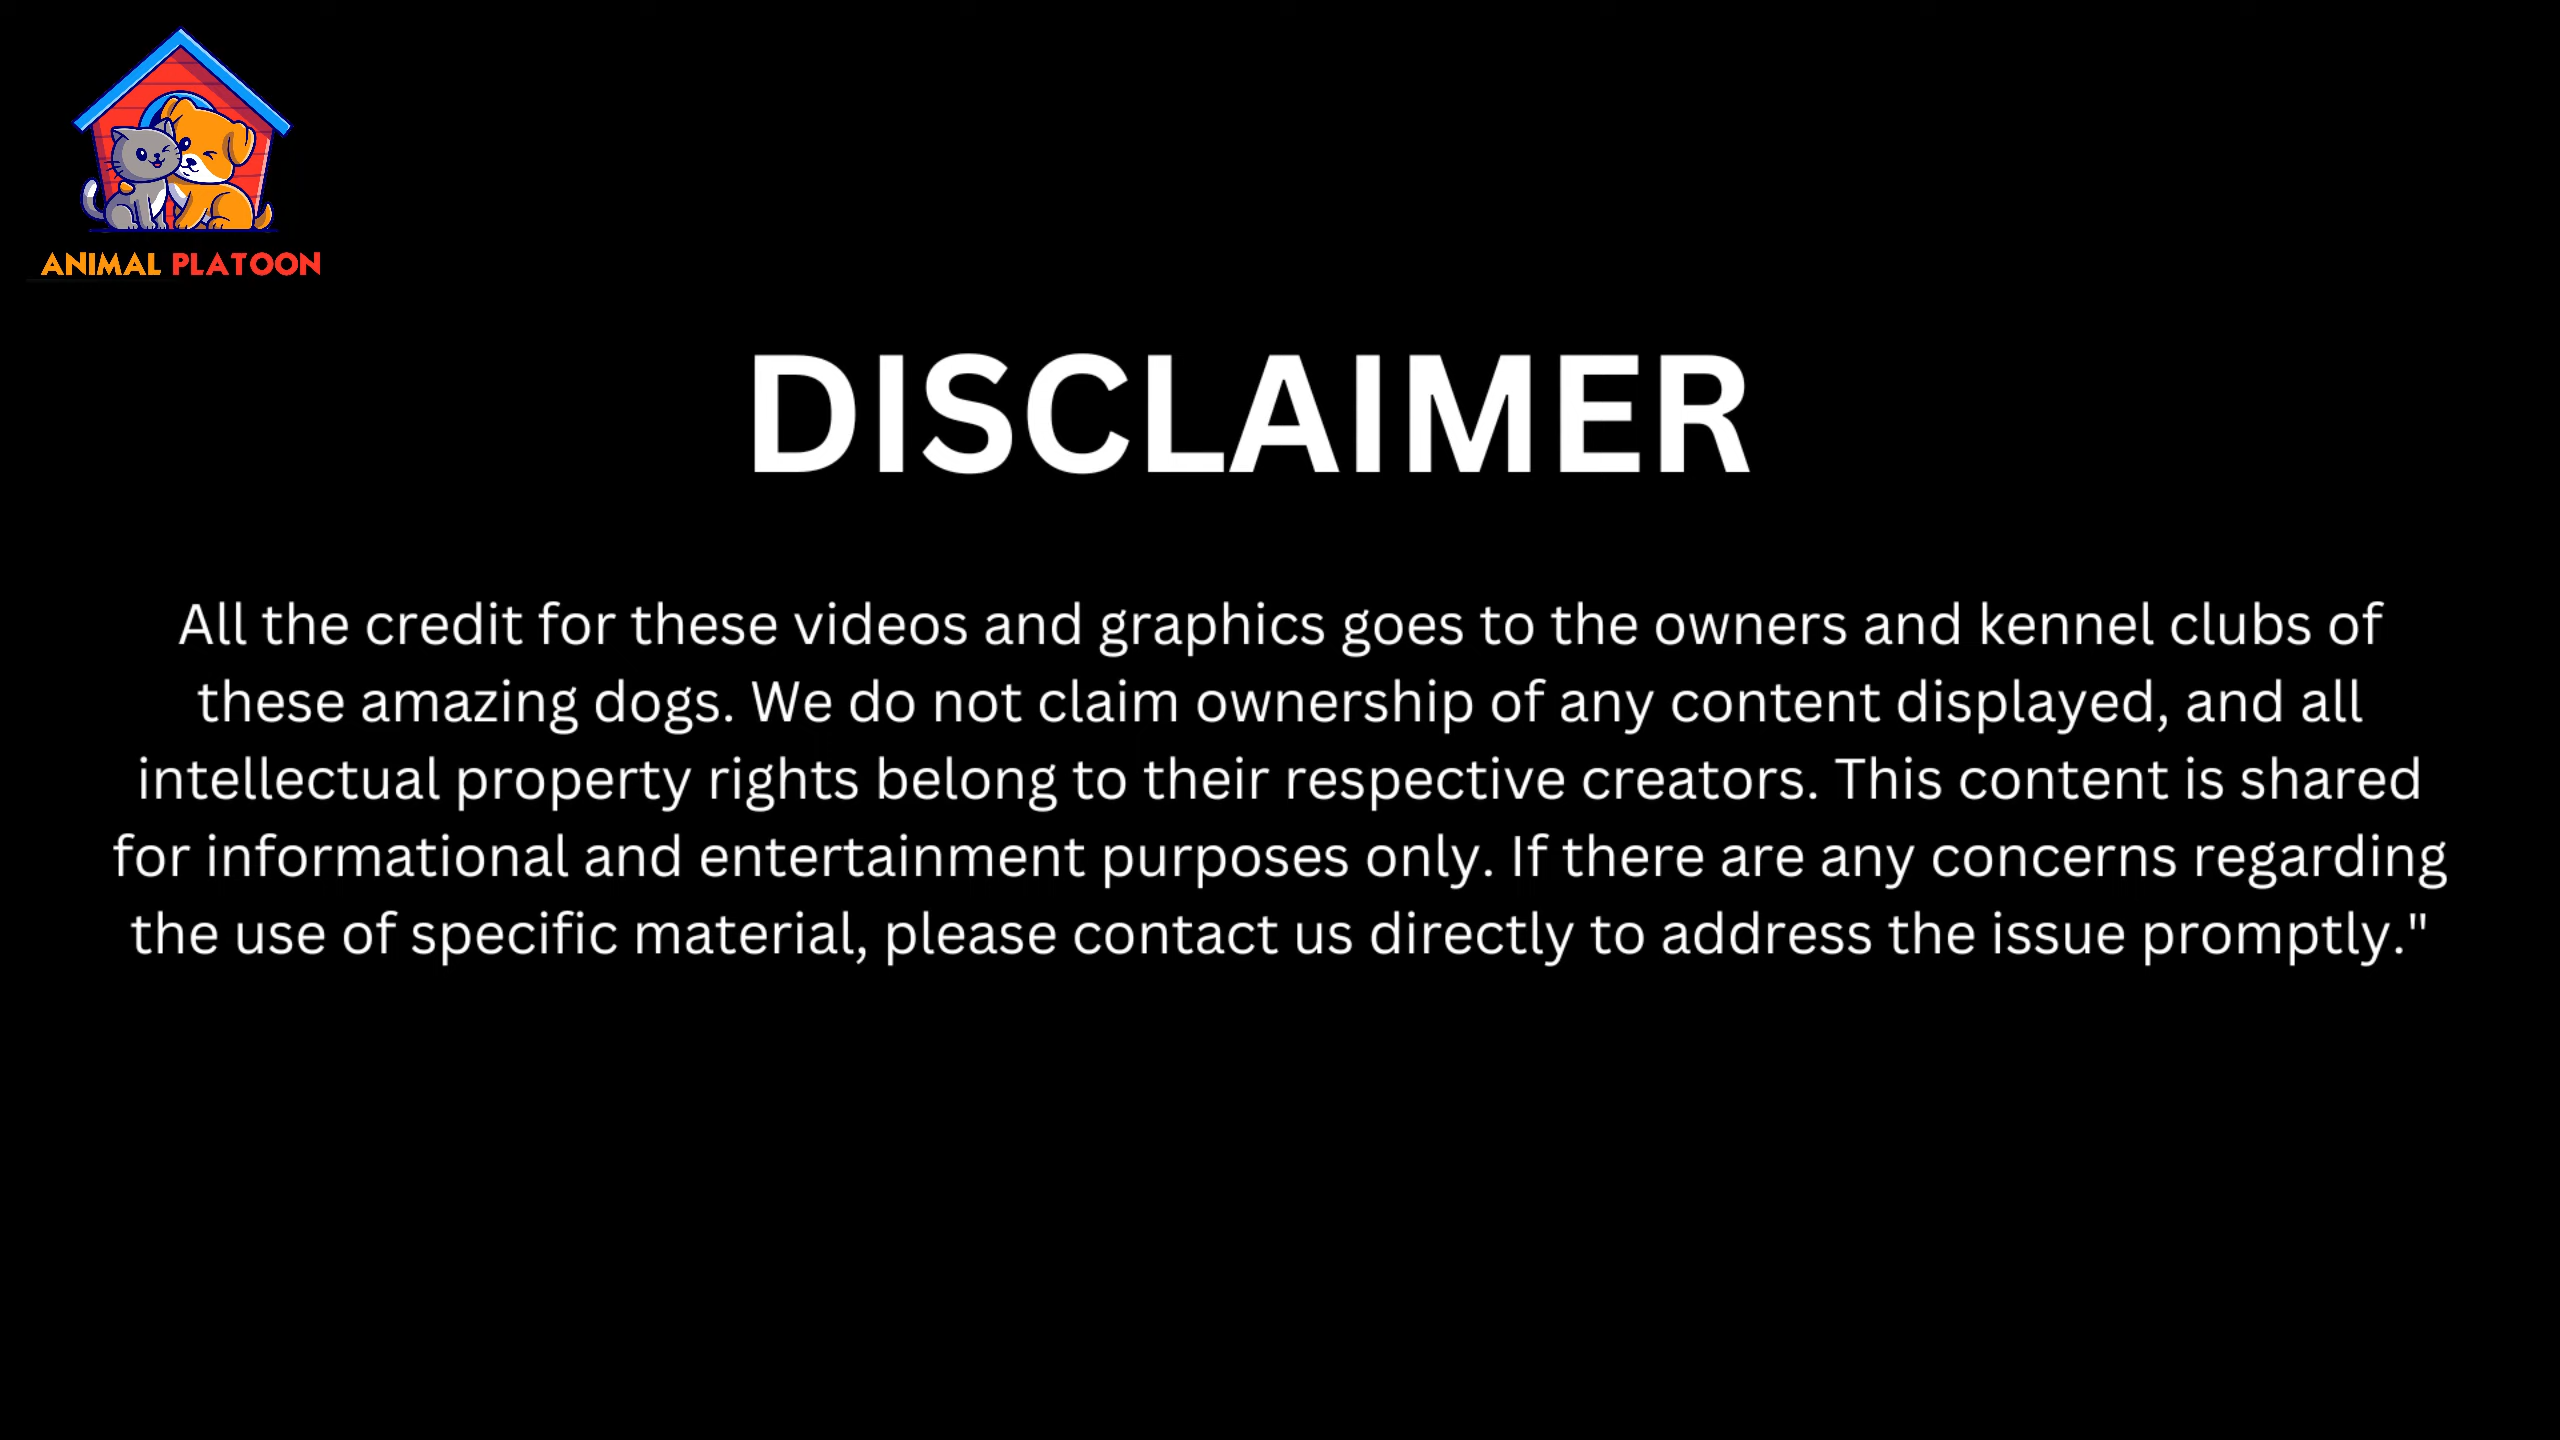 ANIMAL PLATOON
DISCLAIMER
All the credit for these videos and graphics goes to the owners and kennel clubs of
these amazing dogs. We do not claim ownership of any content displayed, and all
intellectual property rights belong to their respective creators. This content is shared
for informational and entertainment purposes only. If there are any concerns regarding
the use of specific material, please contact us directly to address the issue promptly."